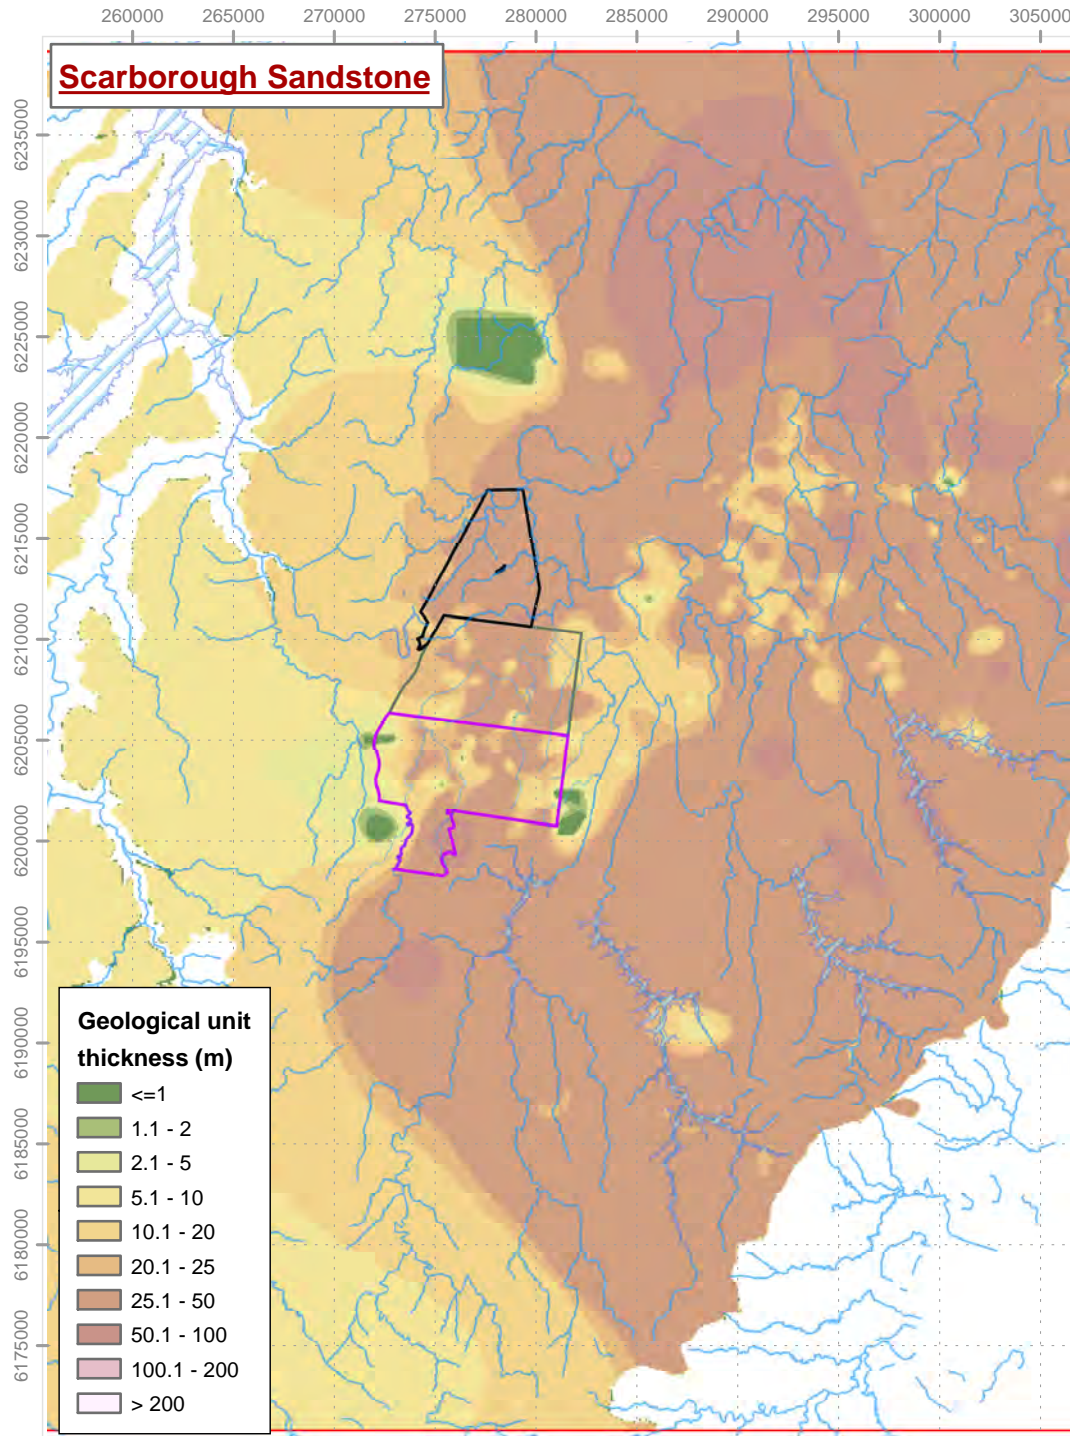 260000 265000 270000 275000 280000 285000 290000 295000 300000 305000
Scarborough Sandstone
6235000
6230000
6225000
6220000
6215000
6210000
6205000
6200000
6195000
6190000
6185000
6180000
6175000
Geological unit
thickness (m)
<=1
1.1 - 2
2.1 - 5
5.1 - 10
10.1 - 20
20.1 - 25
25.1 - 50
50.1 - 100
100.1 - 200
> 200